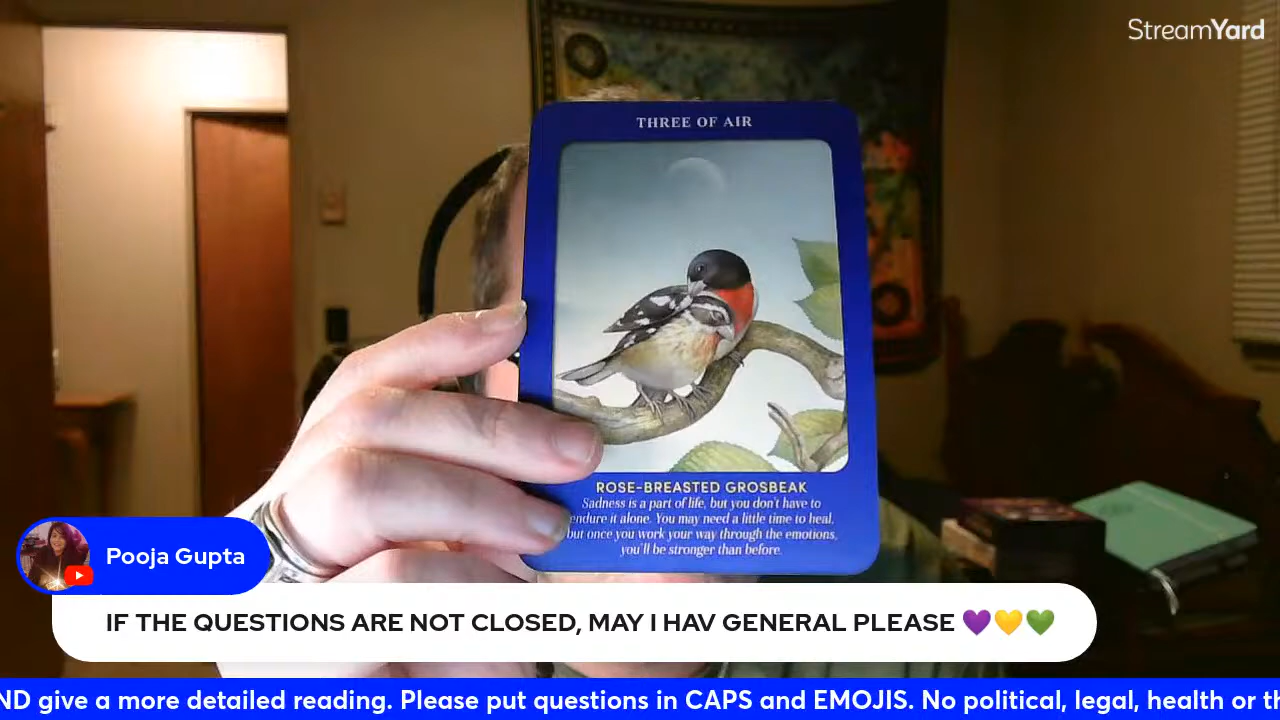 StreamYard
THREE OF AIR
ROSE-BREASTED GROSBEAK
Sadness is a part of life, but you don't have to
endure it alone. You may need a little time to heal,
but once you work your way through the emotions,
you'll be stronger than before.
Pooja Gupta
IF THE QUESTIONS ARE NOT CLOSED, MAY I HAV GENERAL PLEASE 💜💛💚
ND give a more detailed reading. Please put questions in CAPS and EMOJIS. No political, legal, health or th